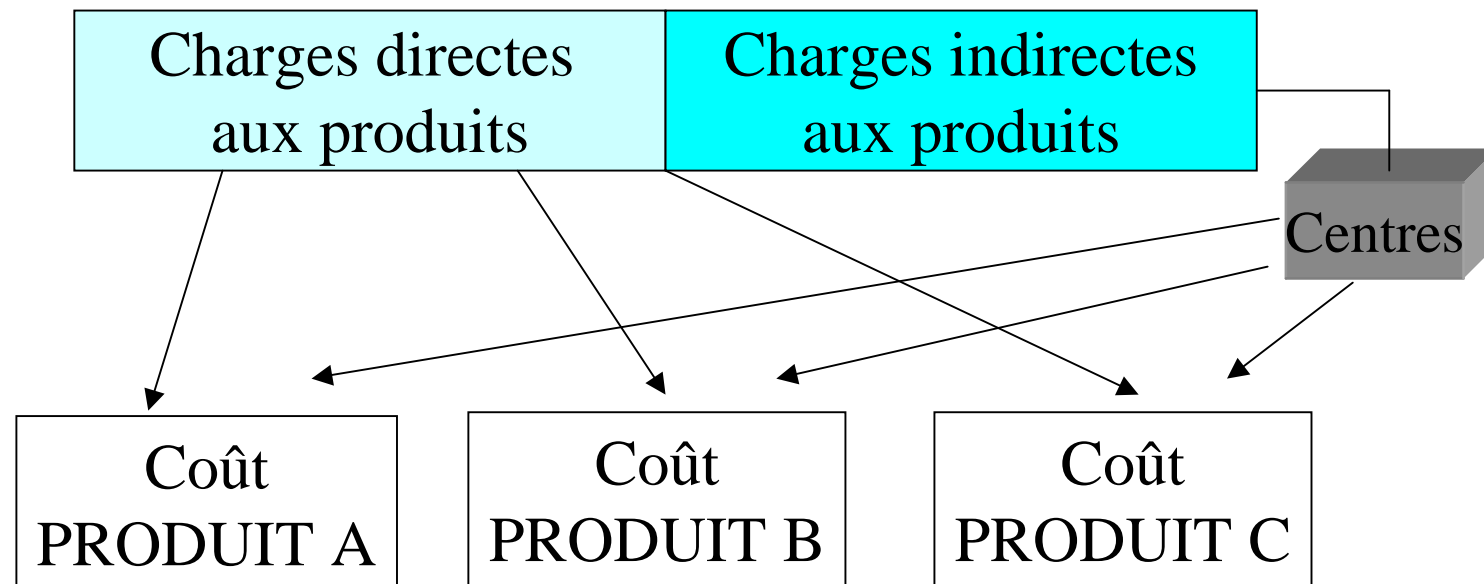 Charges directes
aux produits
Charges indirectes
aux produits
Centres
Coût
PRODUIT A
Coût
PRODUIT B
Coût
PRODUIT C